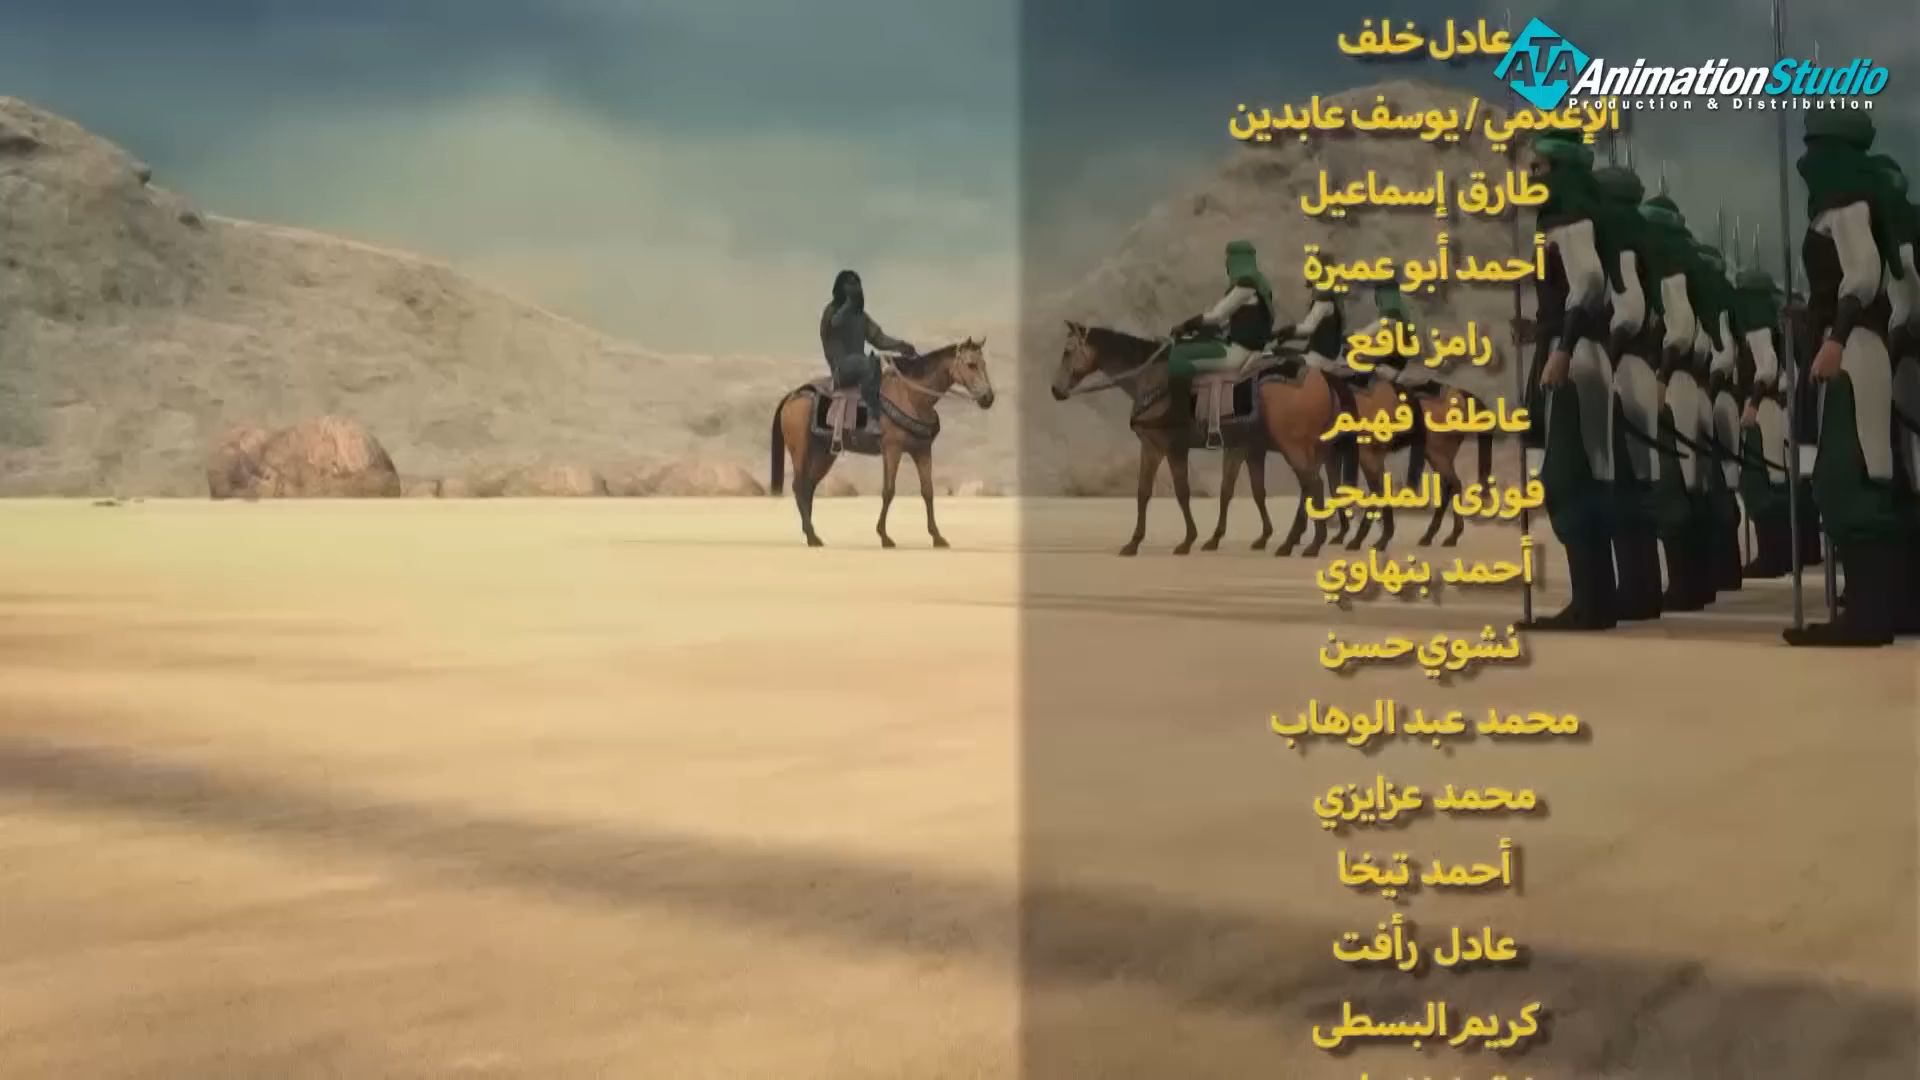 عادل خلف
ATA AnimationStudio
Production & Distribution
الإعلامي / يوسف عابدين
طارق إسماعيل
أحمد أبو عميرة
رامز نافع
عاطف فهيم
فوزى المليجى
أحمد بنهاوي
نشوي حسن
محمد عبد الوهاب
محمد عزايزي
أحمد تيخا
عادل رأفت
كريم البسطى